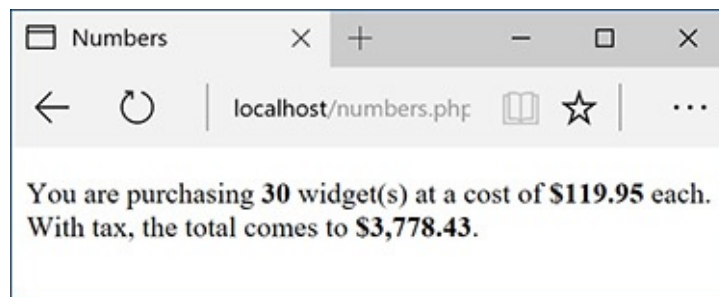 Numbers
localhost/numbers.php
You are purchasing 30 widget(s) at a cost of $119.95 each.
With tax, the total comes to $3,778.43.